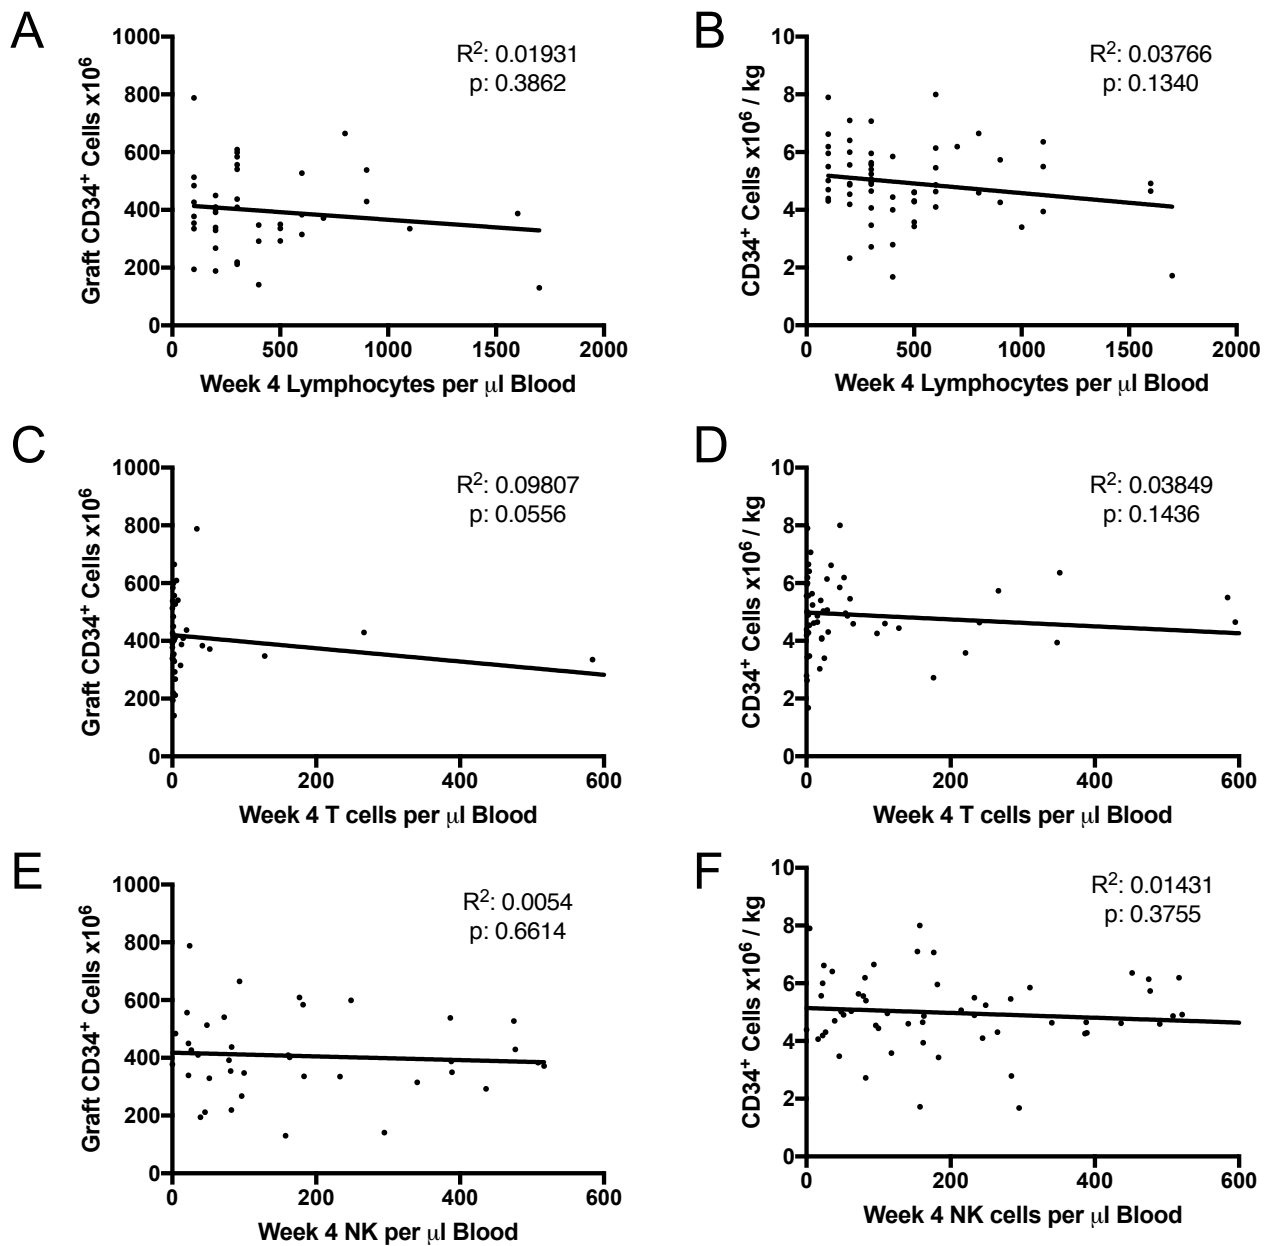 A
Graft CD34⁺ Cells x10⁶
1000
800
600
400
200
0
R²: 0.01931
p: 0.3862
0 500 1000 1500 2000
Week 4 Lymphocytes per μl Blood
B
CD34⁺ Cells x10⁶ / kg
10
8
6
4
2
0
R²: 0.03766
p: 0.1340
0 500 1000 1500 2000
Week 4 Lymphocytes per μl Blood
C
Graft CD34⁺ Cells x10⁶
1000
800
600
400
200
0
R²: 0.09807
p: 0.0556
0 200 400 600
Week 4 T cells per μl Blood
D
CD34⁺ Cells x10⁶ / kg
10
8
6
4
2
0
R²: 0.03849
p: 0.1436
0 200 400 600
Week 4 T cells per μl Blood
E
Graft CD34⁺ Cells x10⁶
1000
800
600
400
200
0
R²: 0.0054
p: 0.6614
0 200 400 600
Week 4 NK per μl Blood
F
CD34⁺ Cells x10⁶ / kg
10
8
6
4
2
0
R²: 0.01431
p: 0.3755
0 200 400 600
Week 4 NK cells per μl Blood